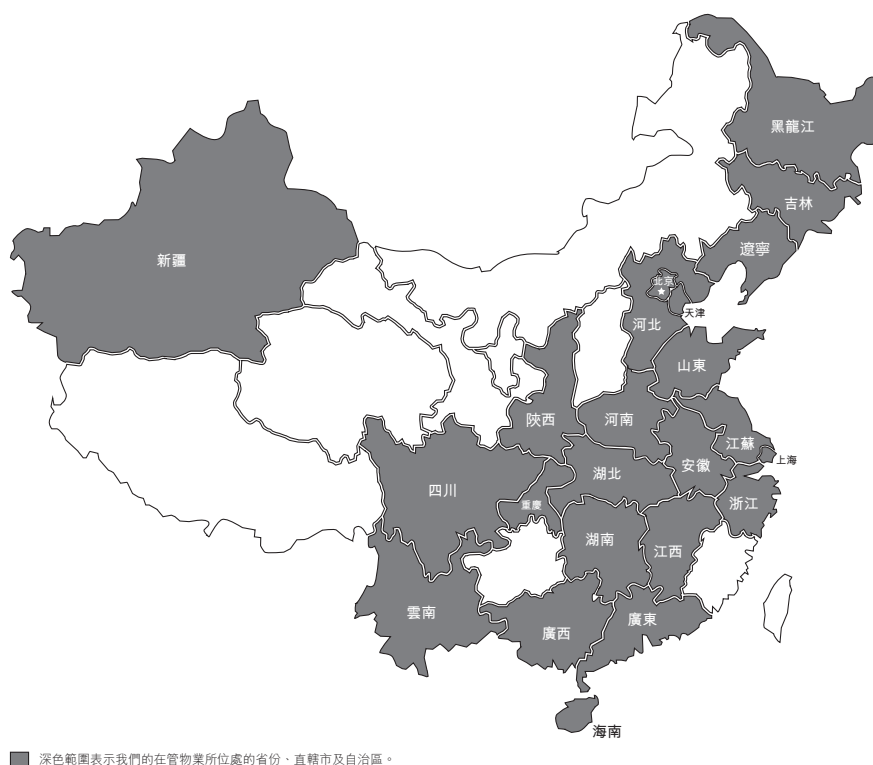 黑龍江
吉林
遼寧
新疆
北京
天津
河北
山東
陝西
河南
江蘇
上海
安徽
湖北
四川
重慶
浙江
湖南
江西
雲南
廣東
廣西
海南
深色範圍表示我們的在管物業所位處的省份、直轄市及自治區。